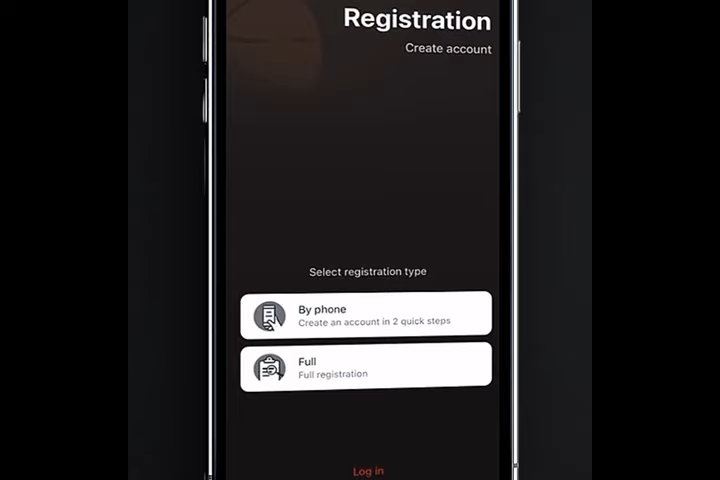 Registration
Create account
Select registration type
By phone
Create an account in 2 quick steps
Full
Full registration
Log in